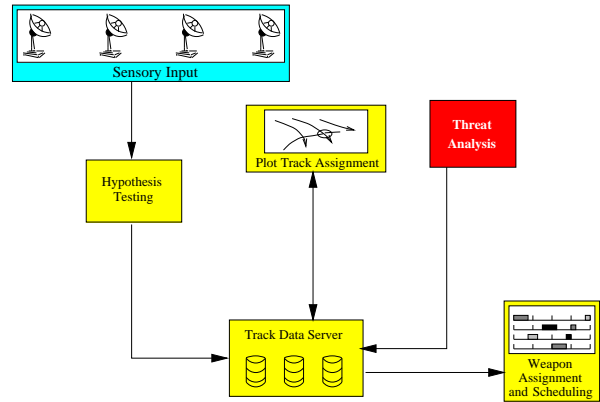 Sensory Input
Plot Track Assignment
Threat
Analysis
Hypothesis
Testing
Track Data Server
Weapon
Assignment
and Scheduling